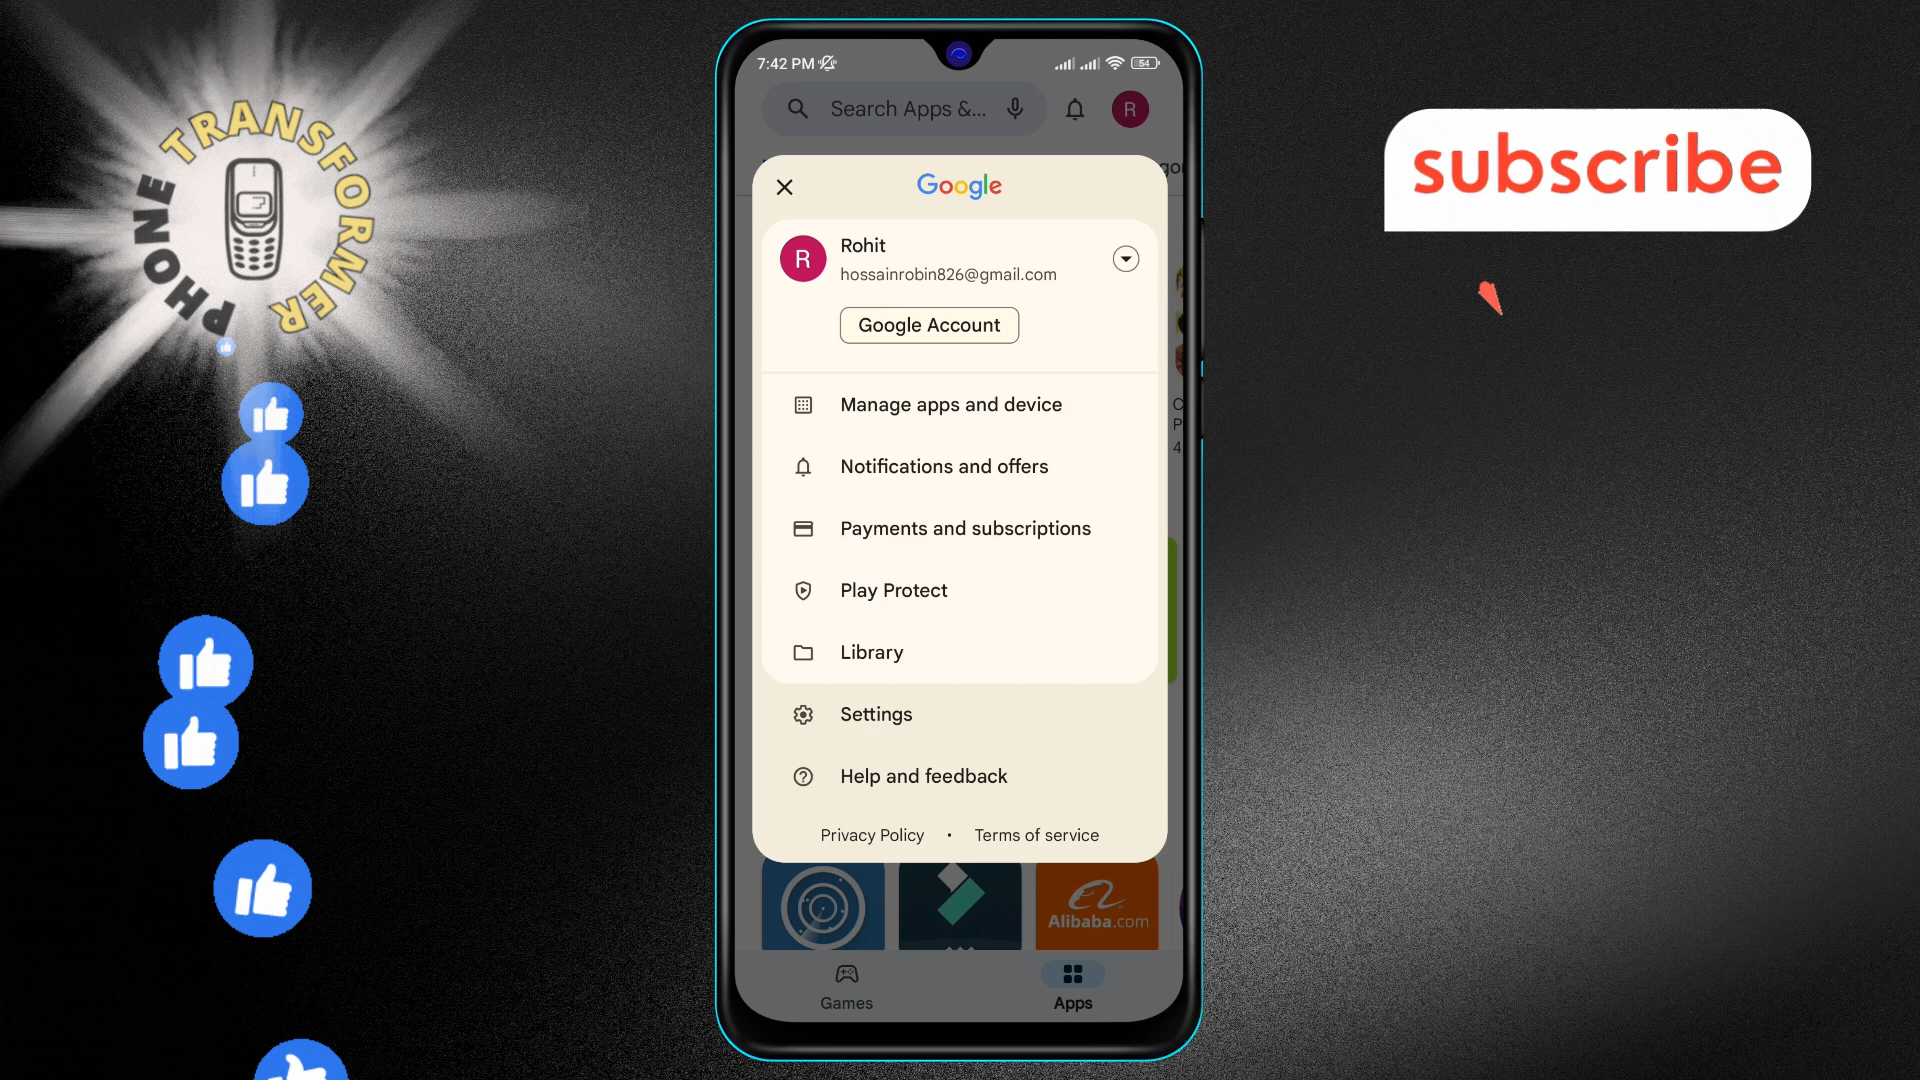 PHONE TRANSFORMER
subscribe
7:42 PM
54
Search Apps &...
R
Google
R
Rohit
hossainrobin826@gmail.com
Google Account
Manage apps and device
Notifications and offers
Payments and subscriptions
Play Protect
Library
Settings
Help and feedback
Privacy Policy • Terms of service
Alibaba.com
Games
Apps